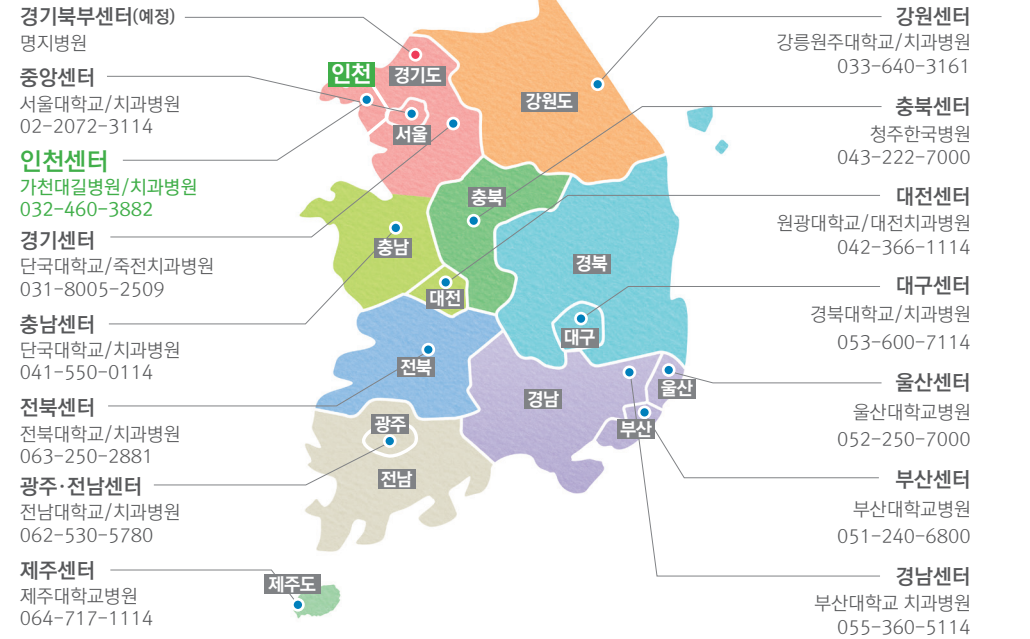 경기북부센터(예정)
명지병원
중앙센터
서울대학교/치과병원
02-2072-3114
인천센터
가천대길병원/치과병원
032-460-3882
경기센터
단국대학교/죽전치과병원
031-8005-2509
충남센터
단국대학교/치과병원
041-550-0114
전북센터
전북대학교/치과병원
063-250-2881
광주·전남센터
전남대학교/치과병원
062-530-5780
제주센터
제주대학교병원
064-717-1114
인천
경기도
서울
강원도
충북
충남
대전
경북
대구
전북
경남
울산
부산
광주
전남
제주도
강원센터
강릉원주대학교/치과병원
033-640-3161
충북센터
청주한국병원
043-222-7000
대전센터
원광대학교/대전치과병원
042-366-1114
대구센터
경북대학교/치과병원
053-600-7114
울산센터
울산대학교병원
052-250-7000
부산센터
부산대학교병원
051-240-6800
경남센터
부산대학교 치과병원
055-360-5114